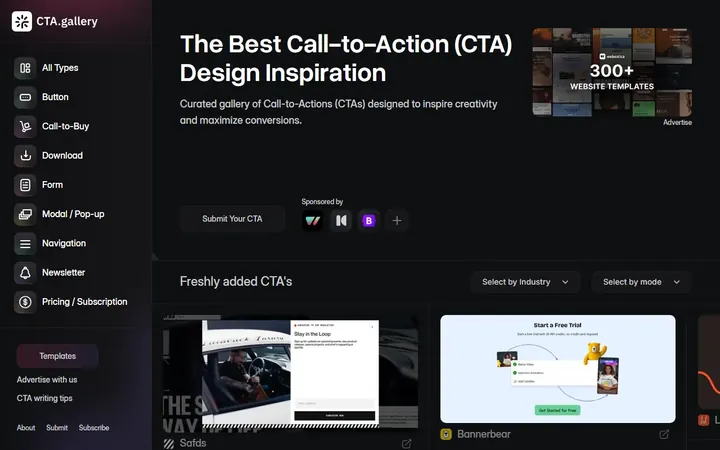 CTA.gallery
All Types
Button
Call-to-Buy
Download
Form
Modal / Pop-up
Navigation
Newsletter
Pricing / Subscription
Templates
Advertise with us
CTA writing tips
About
Submit
Subscribe
The Best Call-to-Action (CTA)
Design Inspiration
Curated gallery of Call-to-Actions (CTAs) designed to inspire creativity
and maximize conversions.
300+
WEBSITE TEMPLATES
Advertise
Submit Your CTA
Sponsored by
B
Freshly added CTA's
Select by Industry
Select by mode
Stay in the Loop
Safds
Start a Free Trial
Get Started for Free
Bannerbear